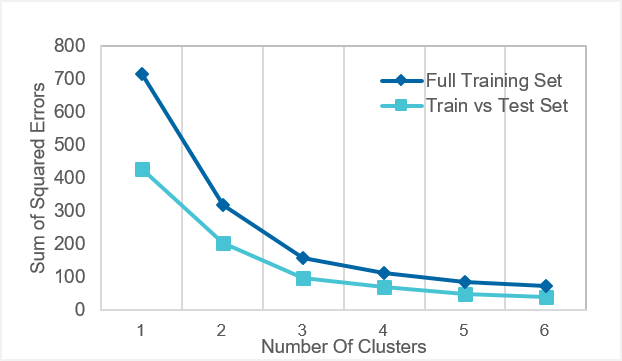 800
700
600
500
400
300
200
100
0
Sum of Squared Errors
Full Training Set
Train vs Test Set
1 2 3 4 5 6
Number Of Clusters